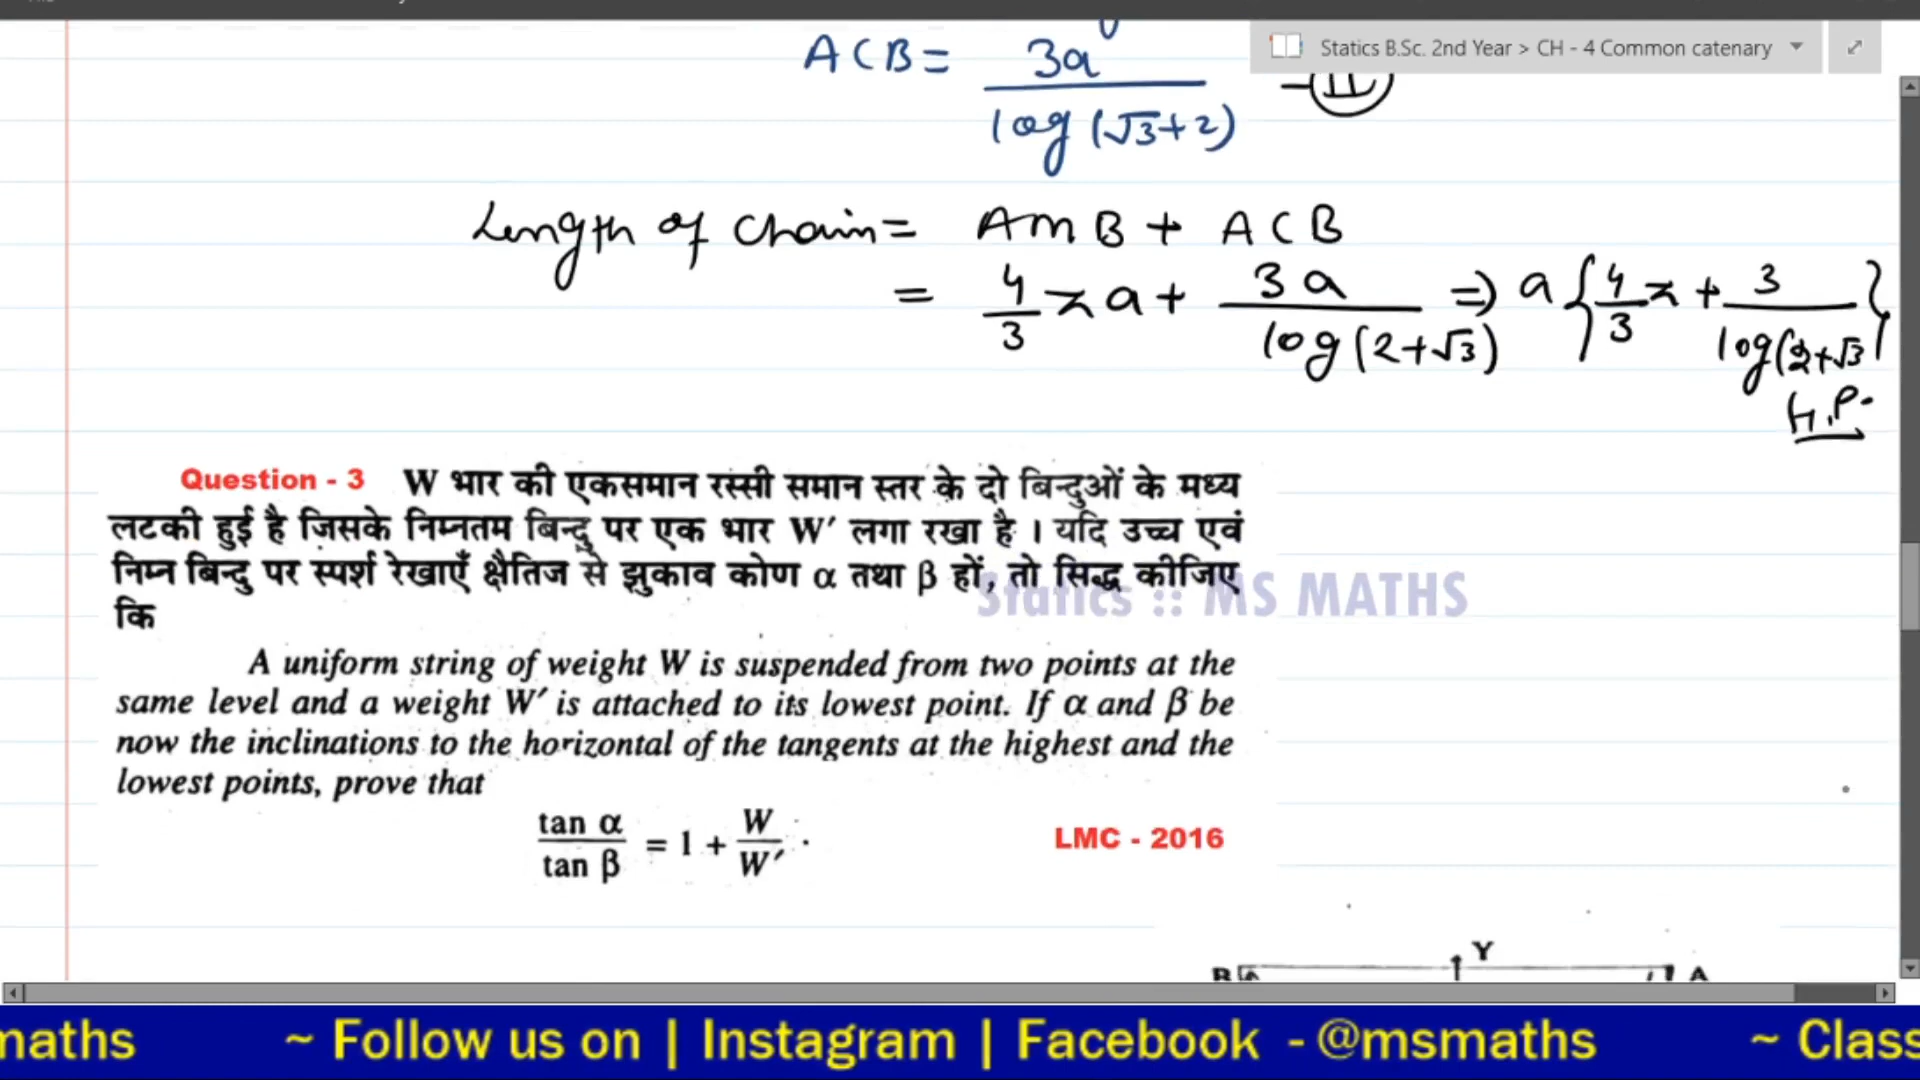 Statics B.Sc. 2nd Year > CH - 4 Common catenary
ACB = 3a / log(√3+2) - II
Length of Chain = AMB + ACB
= 4/3 πa + 3a / log(2+√3) ⇒ a{4/3 π + 3 / log(2+√3}
H.P.
Question - 3 W भार की एकसमान रस्सी समान स्तर के दो बिन्दुओं के मध्य
लटकी हुई है जिसके निम्नतम बिन्दु पर एक भार W′ लगा रखा है । यदि उच्च एवं
निम्न बिन्दु पर स्पर्श रेखाएँ क्षैतिज से झुकाव कोण α तथा β हों, तो सिद्ध कीजिए
कि
Statics :: MS MATHS
A uniform string of weight W is suspended from two points at the
same level and a weight W′ is attached to its lowest point. If α and β be
now the inclinations to the horizontal of the tangents at the highest and the
lowest points, prove that
tan α / tan β = 1 + W / W′ .
LMC - 2016
Y
B A
maths ~ Follow us on | Instagram | Facebook - @msmaths ~ Class